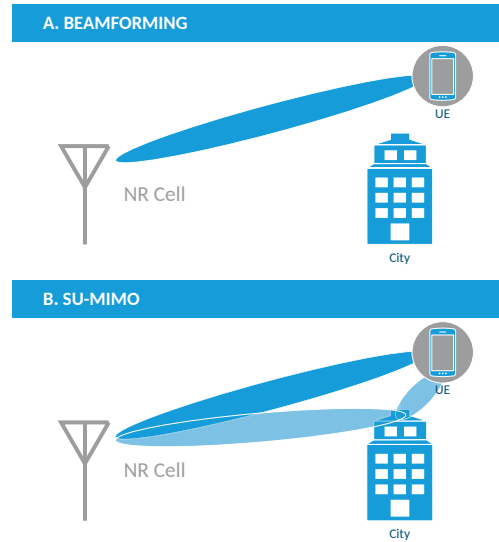 A. BEAMFORMING
UE
NR Cell
City
B. SU-MIMO
UE
NR Cell
City